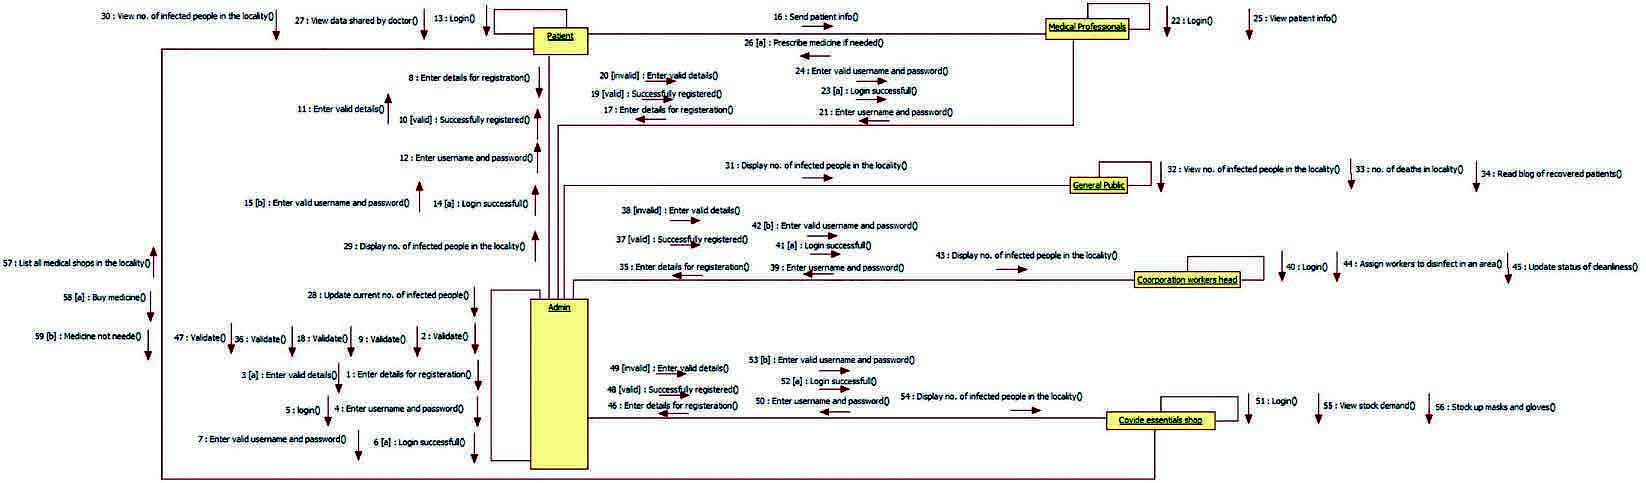 30 : View no. of infected people in the locality()
27 : View data shared by doctor()
13 : Login()
Patient
16 : Send patient info()
Medical Professionals
22 : Login()
25 : View patient info()
26 [a] : Prescribe medicine if needed()
8 : Enter details for registration()
20 [invalid] : Enter valid details()
24 : Enter valid username and password()
19 [valid] : Successfully registered()
23 [a] : Login successfull()
11 : Enter valid details()
10 [valid] : Successfully registered()
17 : Enter details for registeration()
21 : Enter username and password()
12 : Enter username and password()
31 : Display no. of infected people in the locality()
General Public
32 : View no. of infected people in the locality()
33 : no. of deaths in locality()
34 : Read blog of recovered patients()
15 [b] : Enter valid username and password()
14 [a] : Login successful()
38 [invalid] : Enter valid details()
42 [b] : Enter valid username and password()
29 : Display no. of infected people in the locality()
37 [valid] : Successfully registered()
41 [a] : Login successfull()
43 : Display no. of infected people in the locality()
57 : List all medical shops in the locality()
35 : Enter details for registeration()
39 : Enter username and password()
Coorporation workers head
40 : Login()
44 : Assign workers to disinfect in an area()
45 : Update status of cleanliness()
58 [a] : Buy medicine()
28 : Update current no. of infected people()
Admin
59 [b] : Medicine not neede()
47 : Validate()
36 : Validate()
18 : Validate()
9 : Validate()
2 : Validate()
3 [a] : Enter valid details()
1 : Enter details for registeration()
49 [invalid] : Enter valid details()
53 [b] : Enter valid username and password()
48 [valid] : Successfully registered()
52 [a] : Login successfull()
5 : login()
4 : Enter username and password()
46 : Enter details for registeration()
50 : Enter username and password()
54 : Display no. of infected people in the locality()
Covide essentials shop
51 : Login()
55 : View stock demand()
56 : Stock up masks and gloves()
7 : Enter valid username and password()
6 [a] : Login successfull()